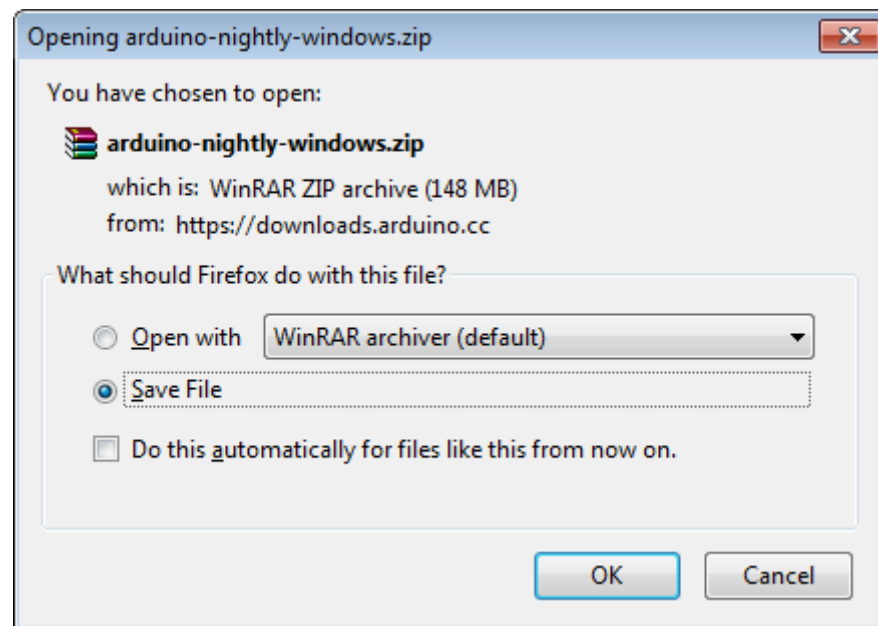 Opening arduino-nightly-windows.zip
You have chosen to open:
arduino-nightly-windows.zip
which is: WinRAR ZIP archive (148 MB)
from: https://downloads.arduino.cc
What should Firefox do with this file?
Open with WinRAR archiver (default)
Save File
Do this automatically for files like this from now on.
OK Cancel